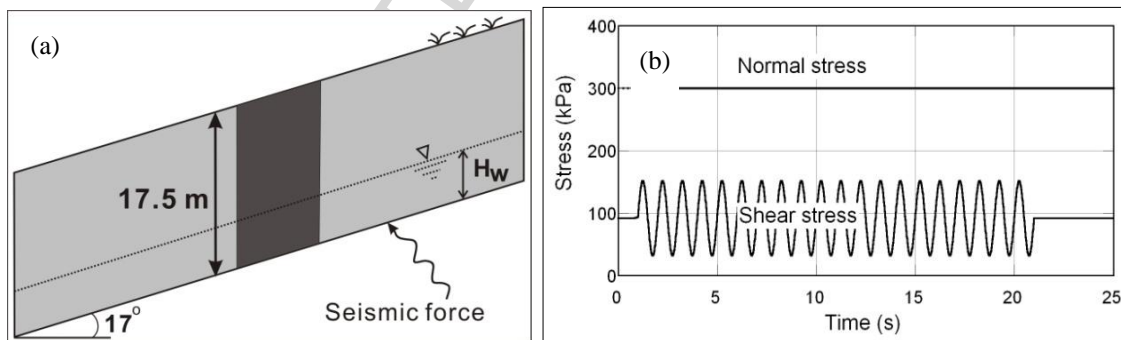 (a)
17.5 m
Hw
17°
Seismic force
(b)
Normal stress
Shear stress
Stress (kPa)
400
300
200
100
0
0 5 10 15 20 25
Time (s)